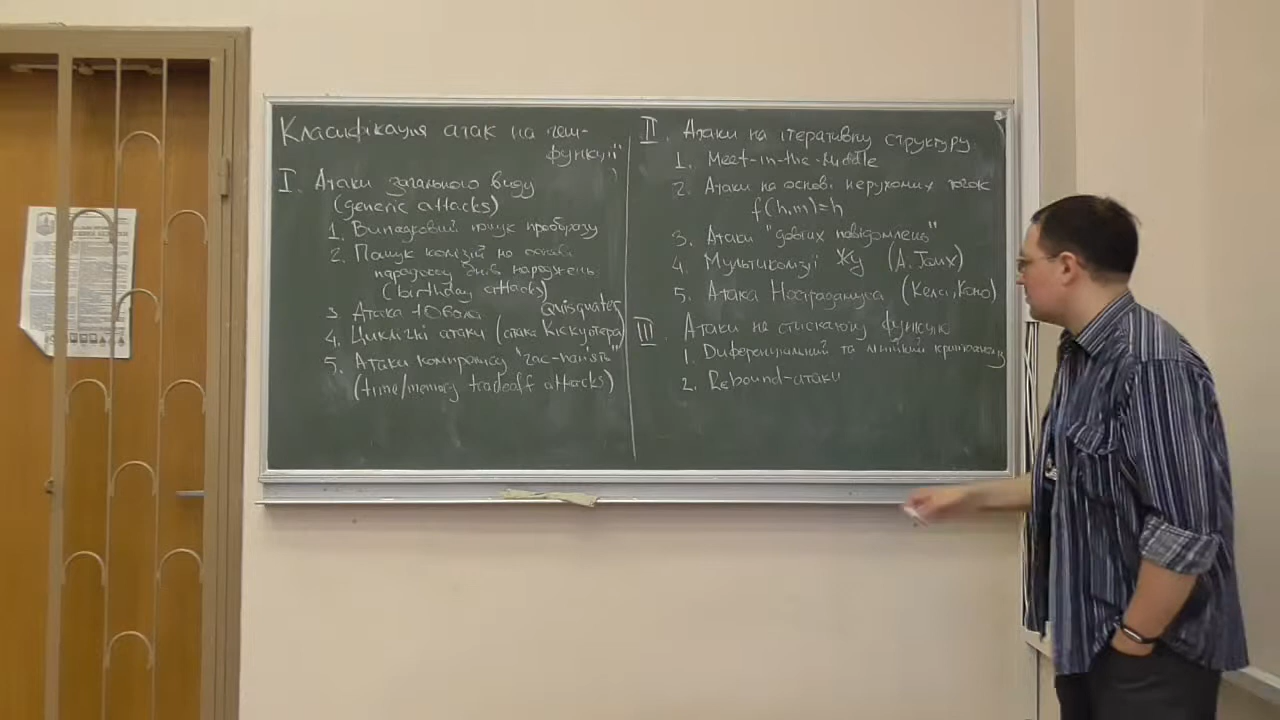 Класифікація атак на геш-
функції
I. Атаки загального виду
(generic attacks)
1. Випадковий пошук прообразу
2. Пошук колізій на основі
парадоксу днів народжень
(birthday attacks)
3. Атака Ювала
Quisquater
4. Циклічні атаки (атака Кіскутера)
5. Атаки компромісу "час-пам'ять"
(time/memory tradeoff attacks)
II. Атаки на ітеративну структуру
1. Meet-in-the-Middle
2. Атаки на основі нерухомих точок
f(h,m)=h
3. Атаки "довгих повідомлень"
4. Мультиколізії Жу (А. Жух)
5. Атака Нострадамуса (Келсі, Коно)
III. Атаки на стискаючу функцію
1. Диференціальний та лінійний криптоаналіз
2. Rebound-атаки